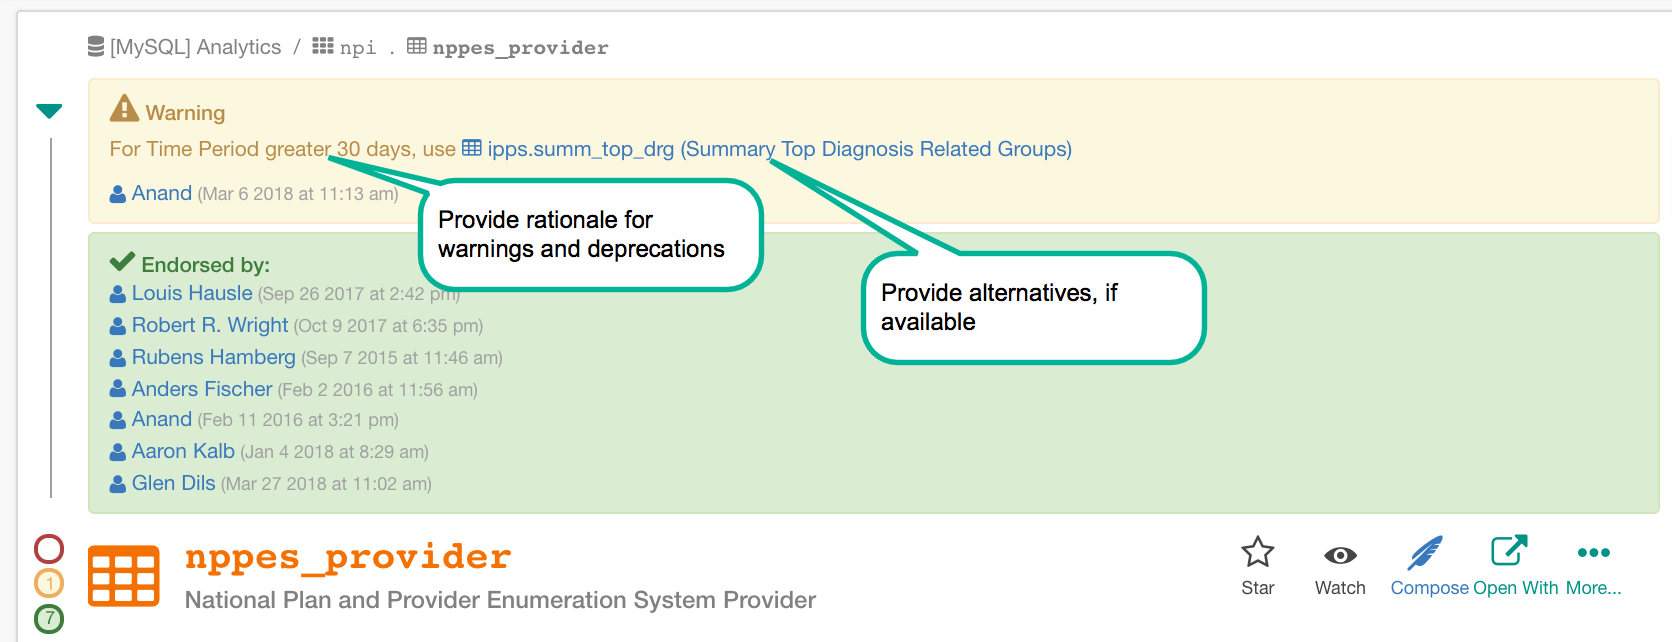 [MySQL] Analytics / npi . nppes_provider
Warning
For Time Period greater 30 days, use ipps.summ_top_drg (Summary Top Diagnosis Related Groups)
Anand (Mar 6 2018 at 11:13 am)
Provide rationale for
warnings and deprecations
Provide alternatives, if
available
Endorsed by:
Louis Hausle (Sep 26 2017 at 2:42 pm)
Robert R. Wright (Oct 9 2017 at 6:35 pm)
Rubens Hamberg (Sep 7 2015 at 11:46 am)
Anders Fischer (Feb 2 2016 at 11:56 am)
Anand (Feb 11 2016 at 3:21 pm)
Aaron Kalb (Jan 4 2018 at 8:29 am)
Glen Dils (Mar 27 2018 at 11:02 am)
1
7
nppes_provider
National Plan and Provider Enumeration System Provider
Star Watch Compose Open With More...